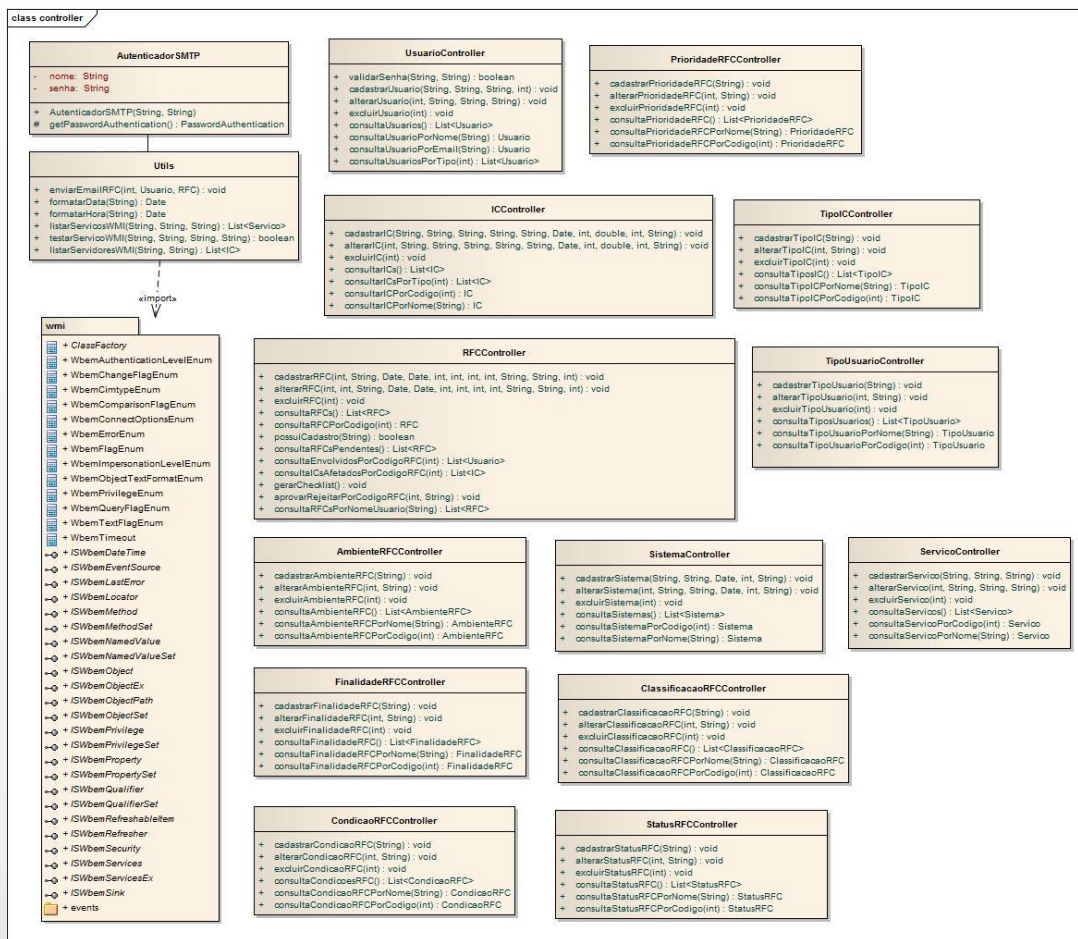 class controller
AutenticadorSMTP
- nome: String
- senha: String
+ AutenticadorSMTP(String, String)
# getPasswordAuthentication() : PasswordAuthentication
Utils
+ enviarEmailRFC(int, Usuario, RFC) : void
+ formatarData(String) : Date
+ formatarHora(String) : Date
+ listarServicosWMI(String, String, String) : List<Servico>
+ testarServicoWMI(String, String, String, String) : boolean
+ listarServidoresWMI(String, String) : List<IC>
«import»
wmi
+ ClassFactory
+ WbemAuthenticationLevelEnum
+ WbemChangeFlagEnum
+ WbemCimtypeEnum
+ WbemComparisonFlagEnum
+ WbemConnectOptionsEnum
+ WbemErrorEnum
+ WbemFlagEnum
+ WbemImpersonationLevelEnum
+ WbemObjectTextFormatEnum
+ WbemPrivilegeEnum
+ WbemQueryFlagEnum
+ WbemTextFlagEnum
+ WbemTimeout
+ ISWbemDateTime
+ ISWbemEventSource
+ ISWbemLastError
+ ISWbemLocator
+ ISWbemMethod
+ ISWbemMethodSet
+ ISWbemNamedValue
+ ISWbemNamedValueSet
+ ISWbemObject
+ ISWbemObjectEx
+ ISWbemObjectPath
+ ISWbemObjectSet
+ ISWbemPrivilege
+ ISWbemPrivilegeSet
+ ISWbemProperty
+ ISWbemPropertySet
+ ISWbemQualifier
+ ISWbemQualifierSet
+ ISWbemRefreshableItem
+ ISWbemRefresher
+ ISWbemSecurity
+ ISWbemServices
+ ISWbemServicesEx
+ ISWbemSink
+ events
UsuarioController
+ validarSenha(String, String) : boolean
+ cadastrarUsuario(String, String, String, int) : void
+ alterarUsuario(int, String, String, String) : void
+ excluirUsuario(int) : void
+ consultaUsuarios() : List<Usuario>
+ consultaUsuarioPorNome(String) : Usuario
+ consultaUsuarioPorEmail(String) : Usuario
+ consultaUsuariosPorTipo(int) : List<Usuario>
PrioridadeRFCController
+ cadastrarPrioridadeRFC(String) : void
+ alterarPrioridadeRFC(int, String) : void
+ excluirPrioridadeRFC(int) : void
+ consultaPrioridadeRFC() : List<PrioridadeRFC>
+ consultaPrioridadeRFCPorNome(String) : PrioridadeRFC
+ consultaPrioridadeRFCPorCodigo(int) : PrioridadeRFC
ICController
+ cadastrarIC(String, String, String, String, String, Date, int, double, int, String) : void
+ alterarIC(int, String, String, String, String, String, Date, int, double, int, String) : void
+ excluirIC(int) : void
+ consultarICs() : List<IC>
+ consultarICsPorTipo(int) : List<IC>
+ consultarICPorCodigo(int) : IC
+ consultarICPorNome(String) : IC
TipoICController
+ cadastrarTipoIC(String) : void
+ alterarTipoIC(int, String) : void
+ excluirTipoIC(int) : void
+ consultaTiposIC() : List<TipoIC>
+ consultaTipoICPorNome(String) : TipoIC
+ consultaTipoICPorCodigo(int) : TipoIC
RFCController
+ cadastrarRFC(int, String, Date, Date, int, int, int, int, String, String, int) : void
+ alterarRFC(int, int, String, Date, Date, int, int, int, int, String, String, int) : void
+ excluirRFC(int) : void
+ consultaRFCs() : List<RFC>
+ consultaRFCPorCodigo(int) : RFC
+ possuiCadastro(String) : boolean
+ consultaRFCsPendentes() : List<RFC>
+ consultaEnvolvidosPorCodigoRFC(int) : List<Usuario>
+ consultaICsAfetadosPorCodigoRFC(int) : List<IC>
+ gerarChecklist() : void
+ aprovarRejeitarPorCodigoRFC(int, String) : void
+ consultaRFCsPorNomeUsuario(String) : List<RFC>
TipoUsuarioController
+ cadastrarTipoUsuario(String) : void
+ alterarTipoUsuario(int, String) : void
+ excluirTipoUsuario(int) : void
+ consultaTiposUsuarios() : List<TipoUsuario>
+ consultaTipoUsuarioPorNome(String) : TipoUsuario
+ consultaTipoUsuarioPorCodigo(int) : TipoUsuario
AmbienteRFCController
+ cadastrarAmbienteRFC(String) : void
+ alterarAmbienteRFC(int, String) : void
+ excluirAmbienteRFC(int) : void
+ consultaAmbienteRFC() : List<AmbienteRFC>
+ consultaAmbienteRFCPorNome(String) : AmbienteRFC
+ consultaAmbienteRFCPorCodigo(int) : AmbienteRFC
SistemaController
+ cadastrarSistema(String, String, Date, int, String) : void
+ alterarSistema(int, String, String, Date, int, String) : void
+ excluirSistema(int) : void
+ consultaSistemas() : List<Sistema>
+ consultaSistemaPorCodigo(int) : Sistema
+ consultaSistemaPorNome(String) : Sistema
ServicoController
+ cadastrarServico(String, String, String) : void
+ alterarServico(int, String, String, String) : void
+ excluirServico(int) : void
+ consultaServicos() : List<Servico>
+ consultaServicoPorCodigo(int) : Servico
+ consultaServicoPorNome(String) : Servico
FinalidadeRFCController
+ cadastrarFinalidadeRFC(String) : void
+ alterarFinalidadeRFC(int, String) : void
+ excluirFinalidadeRFC(int) : void
+ consultaFinalidadeRFC() : List<FinalidadeRFC>
+ consultaFinalidadeRFCPorNome(String) : FinalidadeRFC
+ consultaFinalidadeRFCPorCodigo(int) : FinalidadeRFC
ClassificacaoRFCController
+ cadastrarClassificacaoRFC(String) : void
+ alterarClassificacaoRFC(int, String) : void
+ excluirClassificacaoRFC(int) : void
+ consultaClassificacaoRFC() : List<ClassificacaoRFC>
+ consultaClassificacaoRFCPorNome(String) : ClassificacaoRFC
+ consultaClassificacaoRFCPorCodigo(int) : ClassificacaoRFC
CondicaoRFCController
+ cadastrarCondicaoRFC(String) : void
+ alterarCondicaoRFC(int, String) : void
+ excluirCondicaoRFC(int) : void
+ consultaCondicoesRFC() : List<CondicaoRFC>
+ consultaCondicaoRFCPorNome(String) : CondicaoRFC
+ consultaCondicaoRFCPorCodigo(int) : CondicaoRFC
StatusRFCController
+ cadastrarStatusRFC(String) : void
+ alterarStatusRFC(int, String) : void
+ excluirStatusRFC(int) : void
+ consultaStatusRFC() : List<StatusRFC>
+ consultaStatusRFCPorNome(String) : StatusRFC
+ consultaStatusRFCPorCodigo(int) : StatusRFC